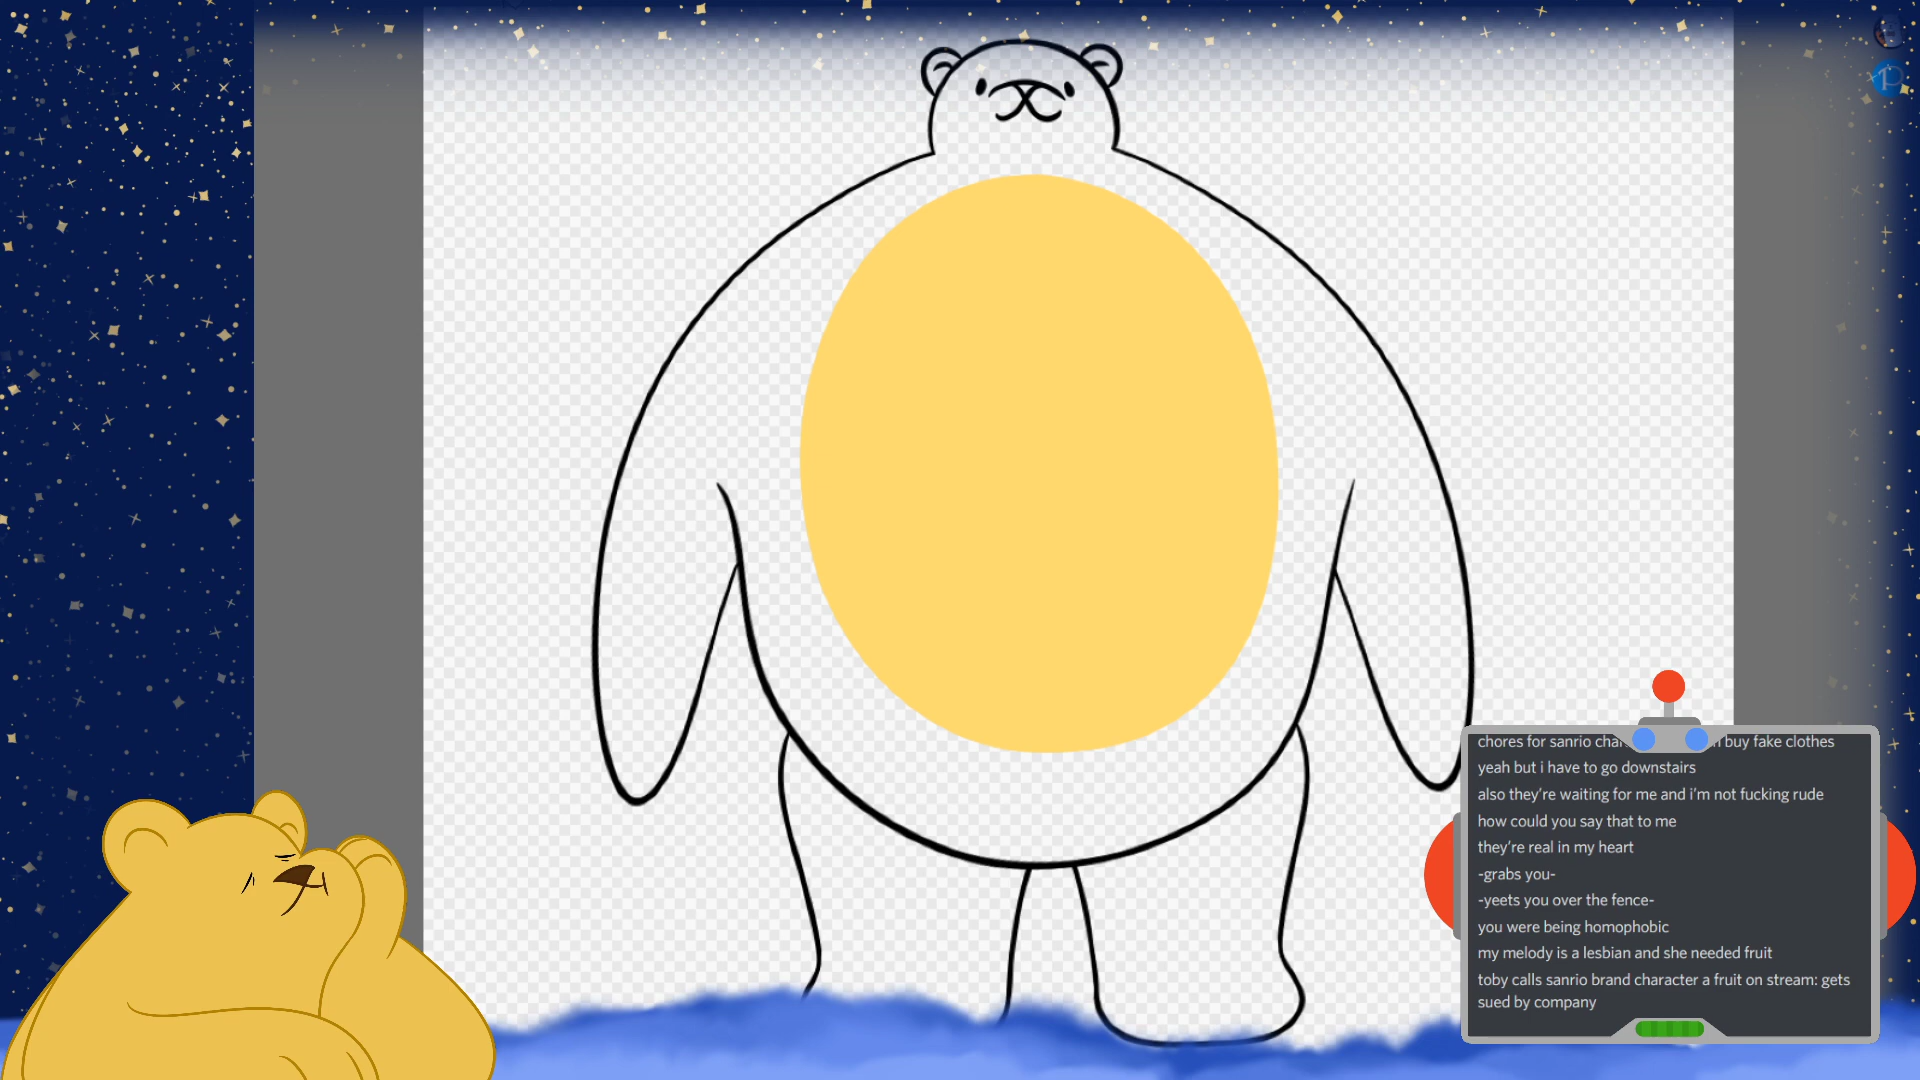 chores for sanrio buy fake clothes
yeah but i have to go downstairs
also they're waiting for me and i'm not fucking rude
how could you say that to me
they're real in my heart
-grabs you-
-yeets you over the fence-
you were being homophobic
my melody is a lesbian and she needed fruit
toby calls sanrio brand character a fruit on stream: gets
sued by company